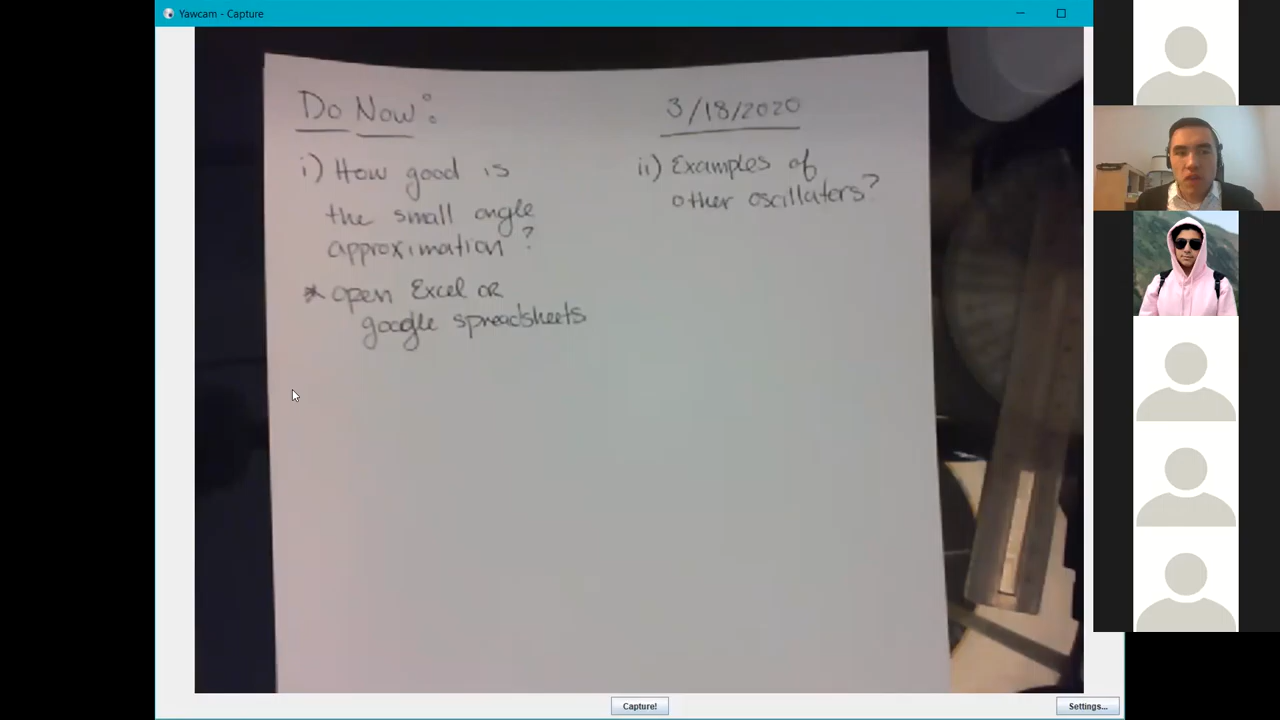 Yawcam - Capture
Do Now:
3/18/2020
i) How good is
the small angle
approximation?
* open Excel or
google spreadsheets
ii) Examples of
other oscillators?
Capture!
Settings...